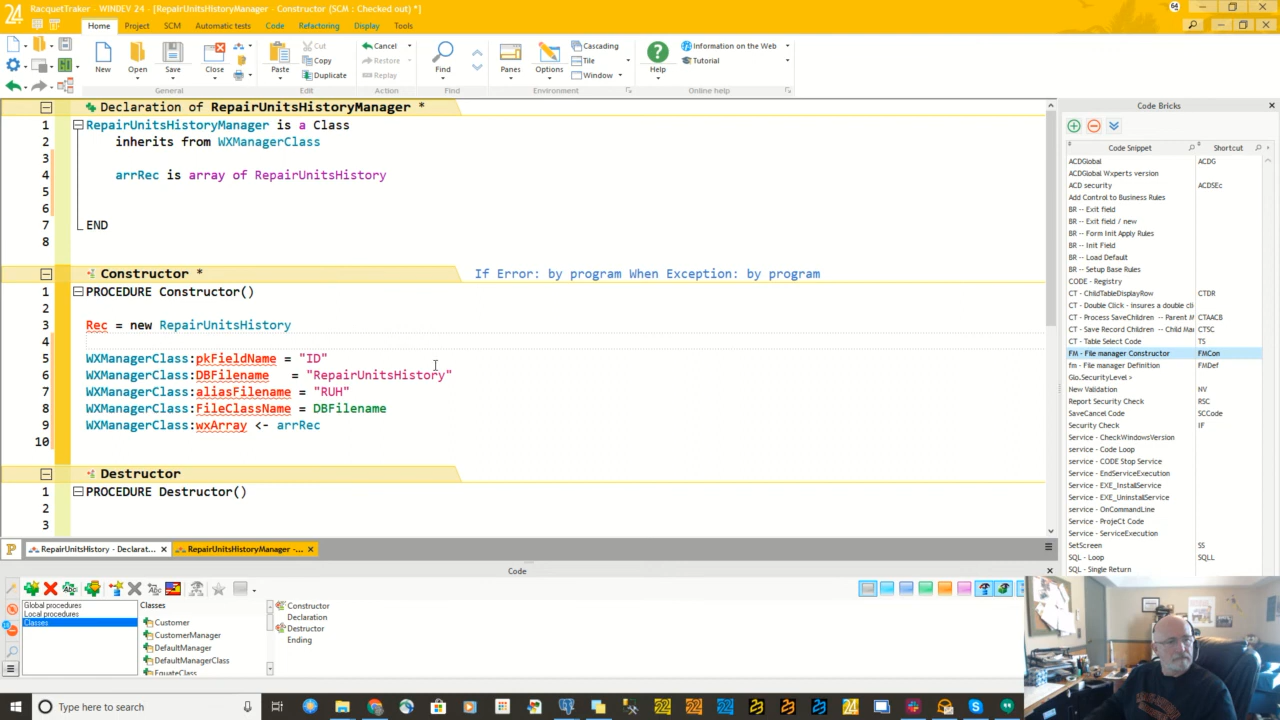 24 RacquetTracker - WINDEV 24 - [RepairUnitsHistoryManager - Constructor (SCM : Checked out) *]
64
Home Project SCM Automatic tests Code Refactoring Display Tools
New Open Save Close
General
Paste
Cut
Copy
Duplicate
Edit
Cancel
Restore
Replay
Action
Find
Find
Panes Options
Cascading
Tile
Window
Environment
Help
Information on the Web
Tutorial
Online help
Declaration of RepairUnitsHistoryManager *
1 RepairUnitsHistoryManager is a Class
2 inherits from WXManagerClass
3
4 arrRec is array of RepairUnitsHistory
5
6
7 END
8
Constructor * If Error: by program When Exception: by program
1 PROCEDURE Constructor()
2
3 Rec = new RepairUnitsHistory
4
5 WXManagerClass:pkFieldName = "ID"
6 WXManagerClass:DBFilename = "RepairUnitsHistory"
7 WXManagerClass:aliasFilename = "RUH"
8 WXManagerClass:FileClassName = DBFilename
9 WXManagerClass:wxArray <- arrRec
10
Destructor
1 PROCEDURE Destructor()
2
3
RepairUnitsHistory - Declarat...
RepairUnitsHistoryManager -...
Code
Global procedures
Local procedures
Classes
Classes
Customer
CustomerManager
DefaultManager
DefaultManagerClass
EquateClass
Constructor
Declaration
Destructor
Ending
Code Bricks
Code Snippet Shortcut
ACDGlobal ACDG
ACDGlobal Wxperts version
ACD security ACDSEc
Add Control to Business Rules
BR -- Exit field
BR -- Exit field / new
BR -- Form Init Apply Rules
BR -- Init Field
BR -- Load Default
BR -- Setup Base Rules
CODE - Registry
CT - ChildTableDisplayRow CTDR
CT - Double Click - insures a double cli
CT - Process SaveChildren -- Parent M CTAACB
CT - Save Record Children -- Child Ma CTSC
CT - Table Select Code TS
FM - File manager Constructor FMCon
fm - File manager Definition FMDef
Glo.SecurityLevel >
New Validation NV
Report Security Check RSC
SaveCancel Code SCCode
Security Check IF
Service - CheckWindowsVersion
service - Code Loop
service - CODE Stop Service
Service - EndServiceExecution
Service - EXE_InstallService
Service - EXE_UninstallService
service - OnCommandLine
Service - ProjeCt Code
Service - ServiceExecution
SetScreen SS
SQL - Loop SQLL
SQL - Single Return
Type here to search